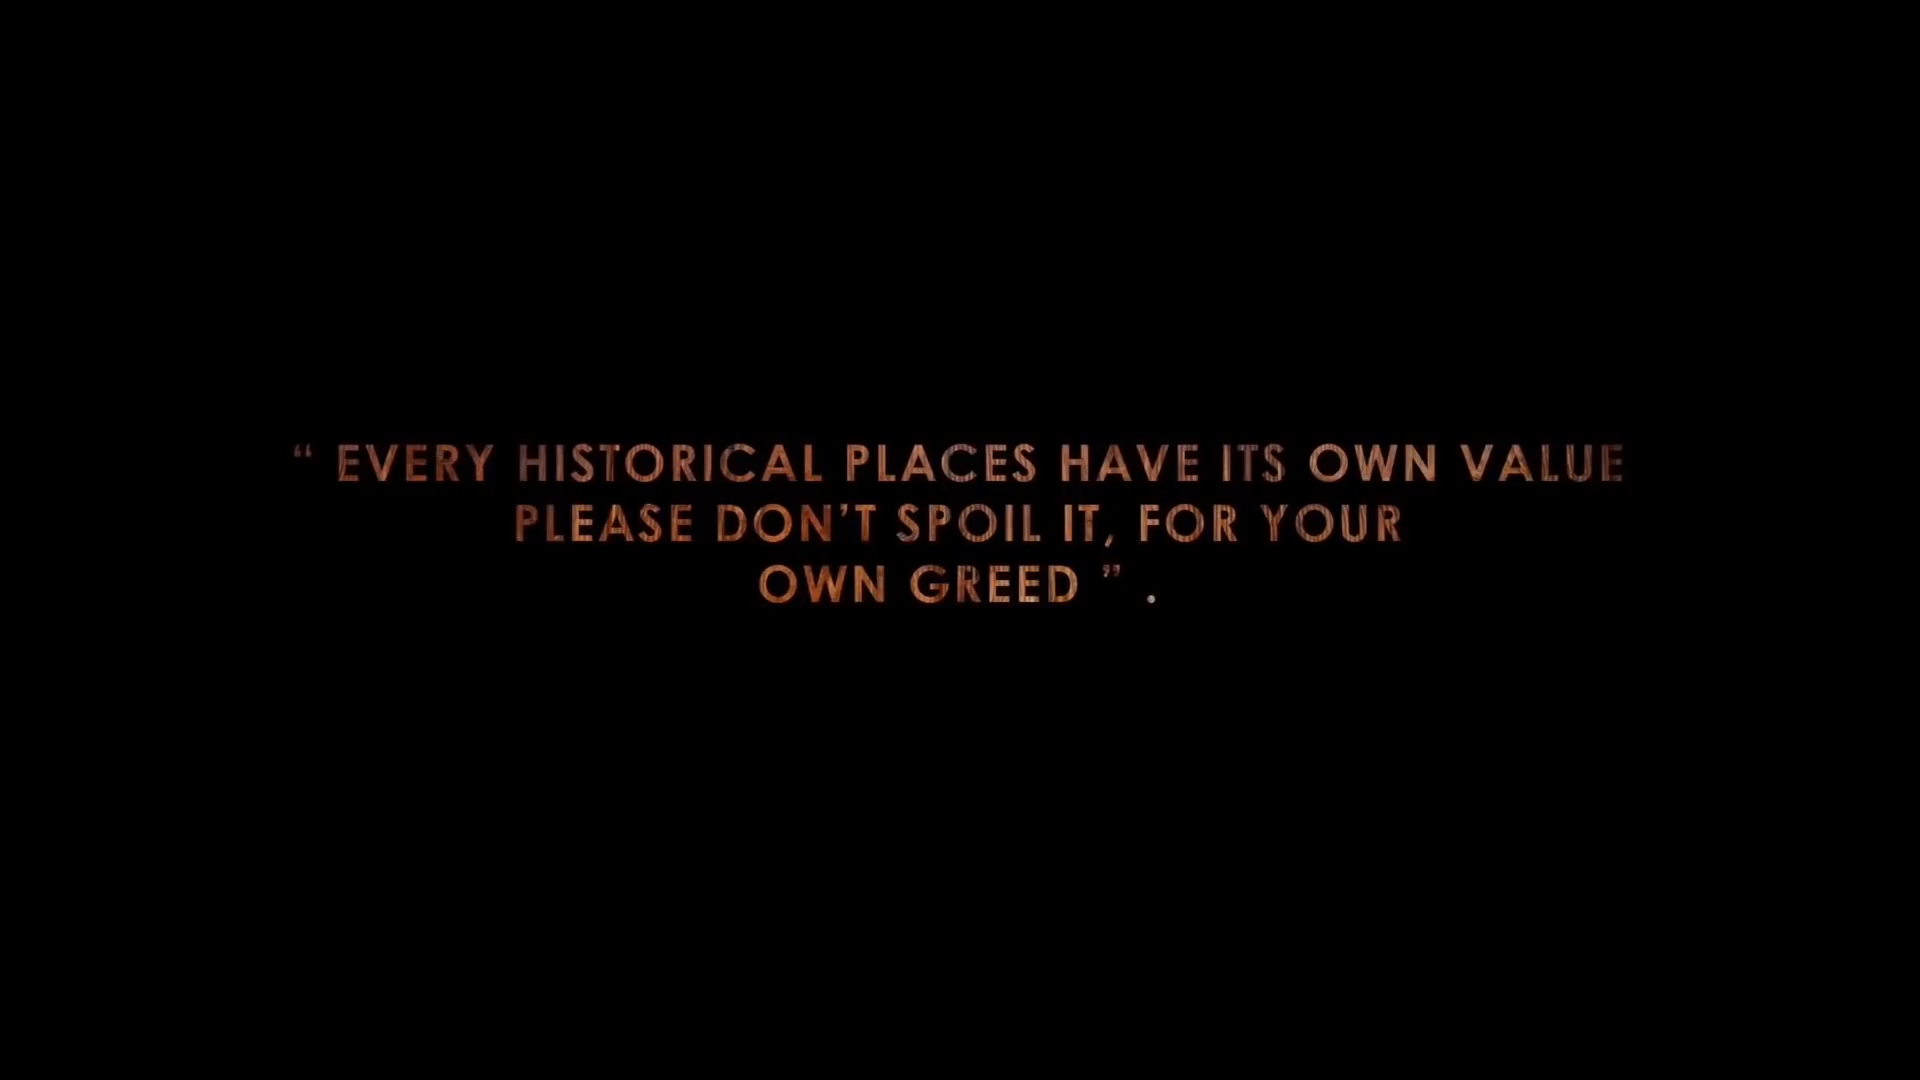 “ EVERY HISTORICAL PLACES HAVE ITS OWN VALUE
PLEASE DON’T SPOIL IT, FOR YOUR
OWN GREED ” .